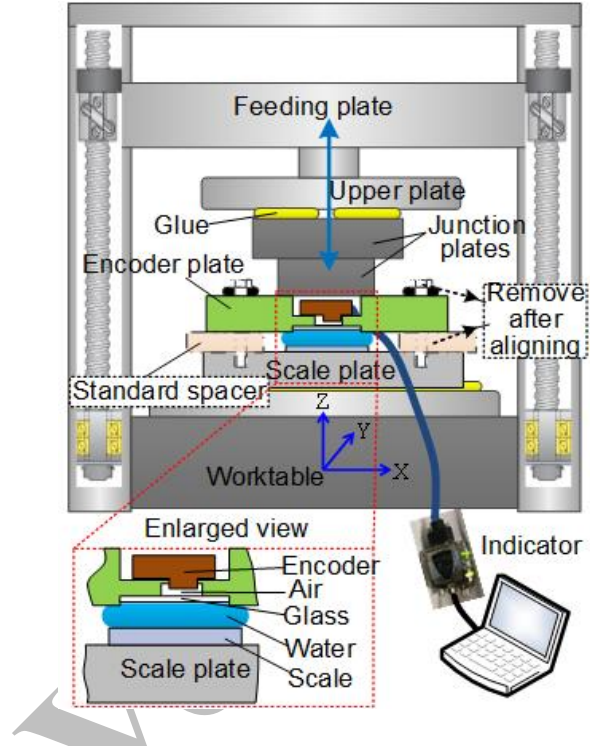 Feeding plate
Upper plate
Glue
Junction
plates
Encoder plate
Remove
after
aligning
Scale plate
Standard spacer
Z
Y
X
Worktable
Enlarged view
Indicator
Encoder
Air
Glass
Water
Scale plate
Scale